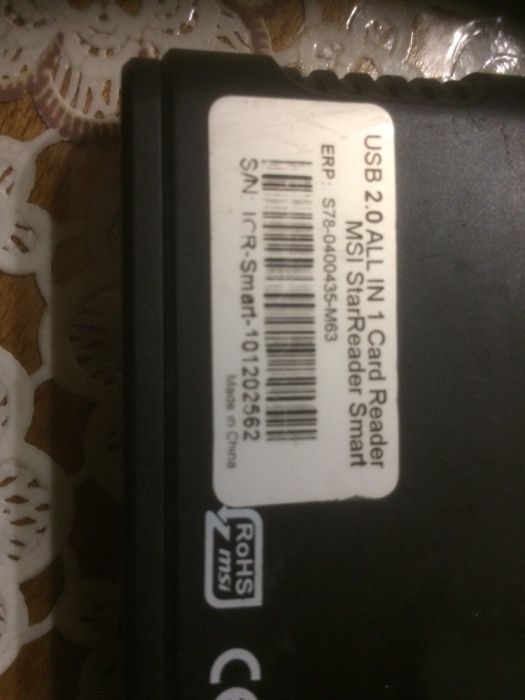 USB 2.0 ALL IN 1 Card Reader
MSI StarReader Smart
ERP: S78-0400435-M63
S/N: ICR-Smart-101202562
Made in China
RoHS
msi
CE